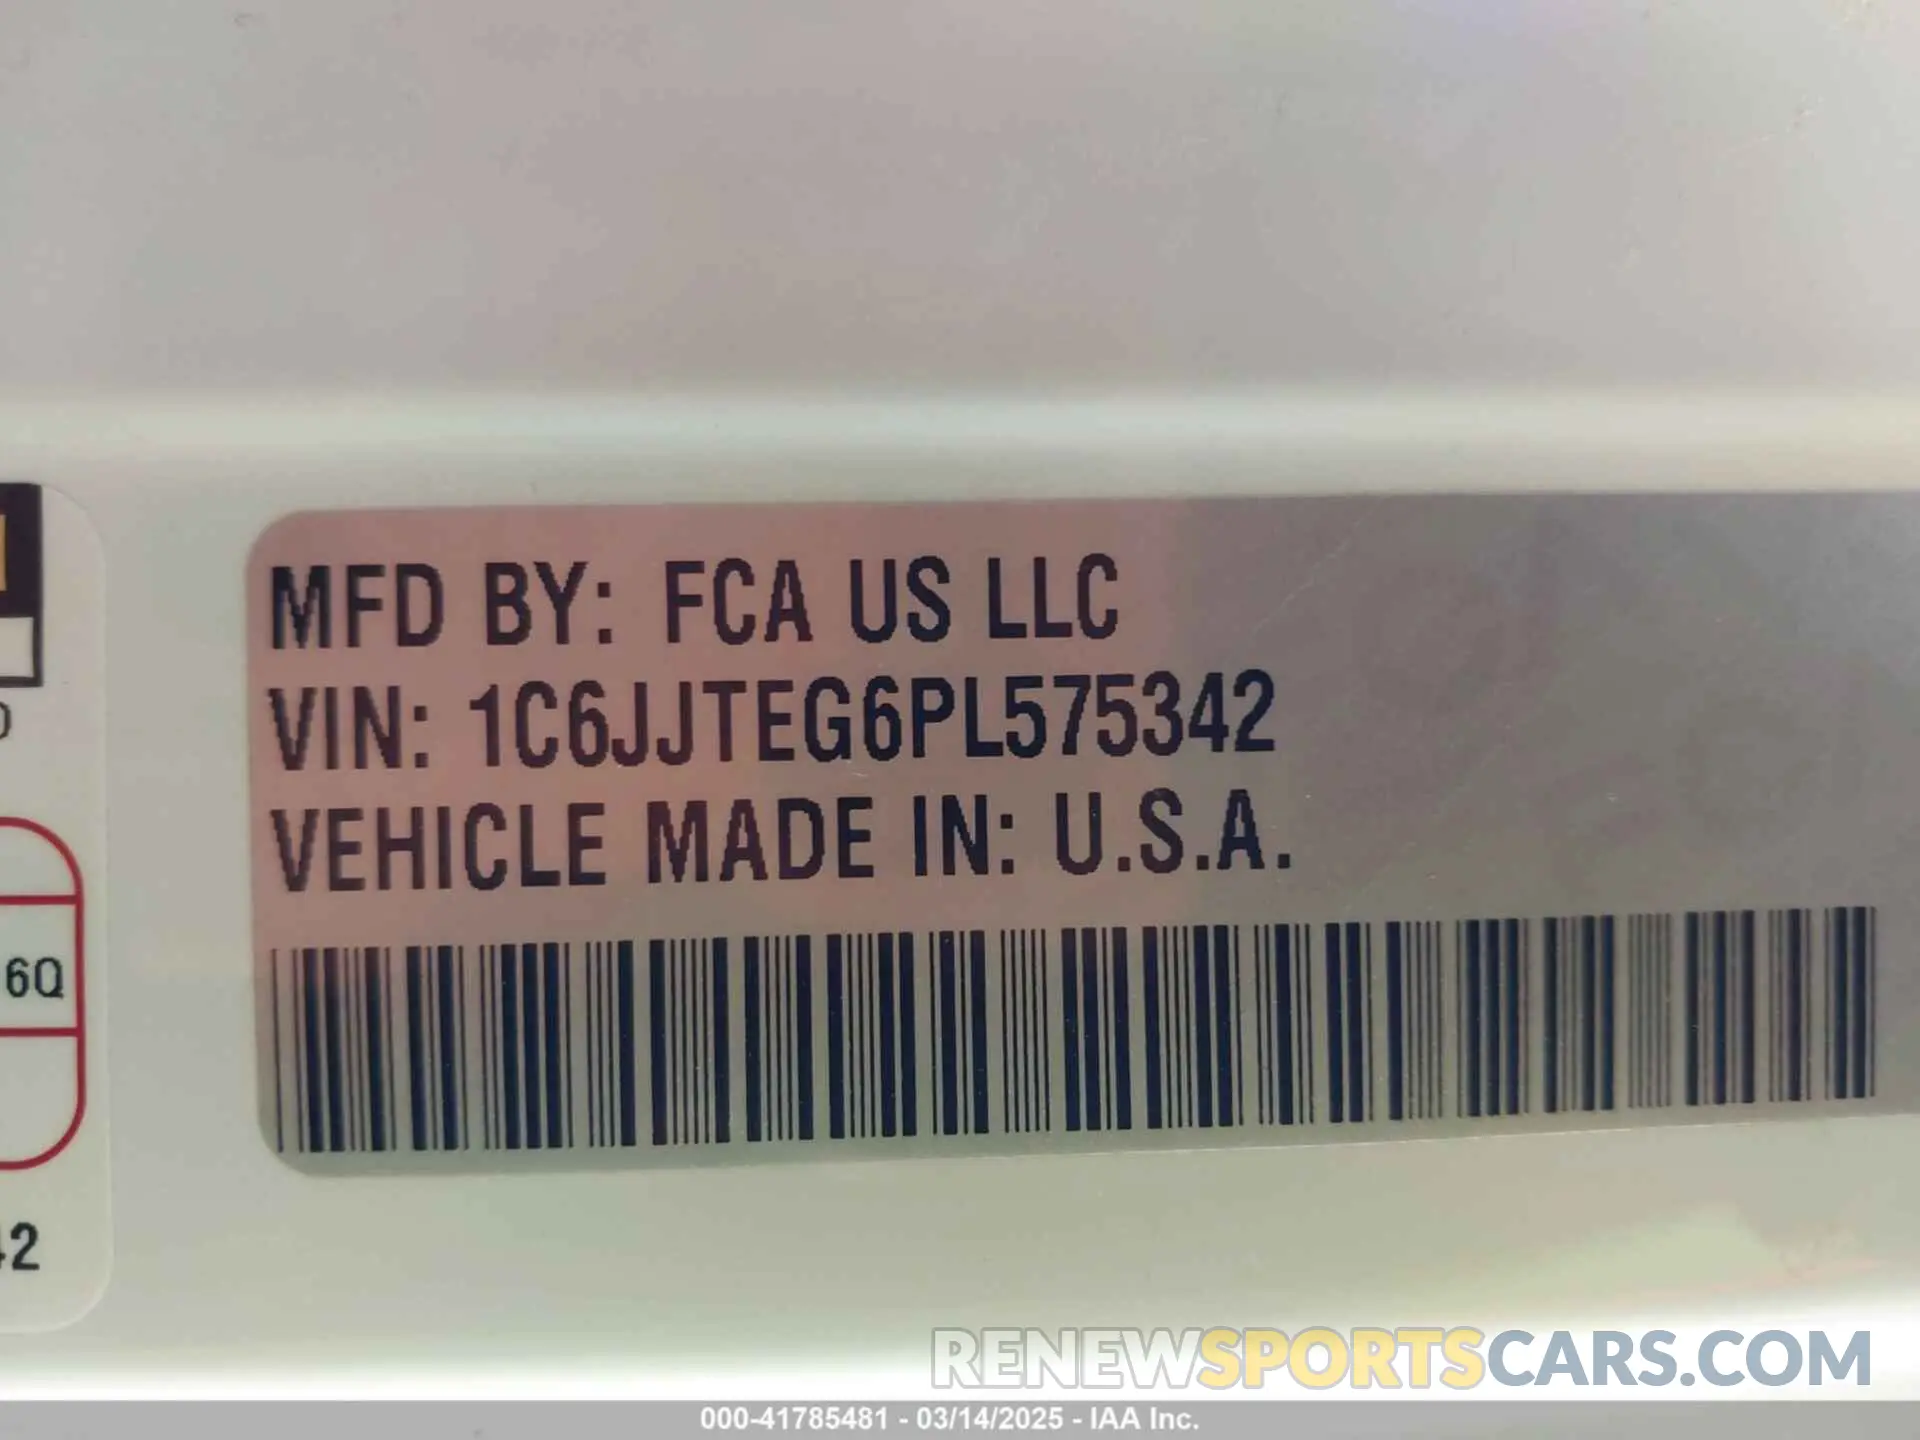 MFD BY: FCA US LLC
VIN: 1C6JJTEG6PL575342
VEHICLE MADE IN: U.S.A.
6Q
42
RENEWSPORTSCARS.COM
000-41785481 - 03/14/2025 - IAA Inc.